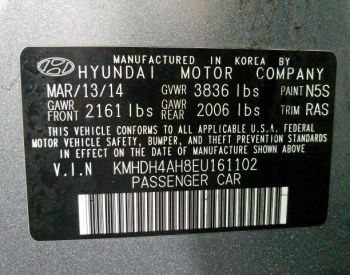 MANUFACTURED IN KOREA BY
HYUNDAI MOTOR COMPANY
MAR/13/14 GVWR 3836 lbs PAINT N5S
GAWR FRONT 2161 lbs GAWR REAR 2006 lbs TRIM RAS
THIS VEHICLE CONFORMS TO ALL APPLICABLE U.S.A. FEDERAL
MOTOR VEHICLE SAFETY, BUMPER, AND THEFT PREVENTION
STANDARDS IN EFFECT ON THE DATE OF MANUFACTURE SHOWN ABOVE.
V.I.N KMHDH4AH8EU161102
PASSENGER CAR